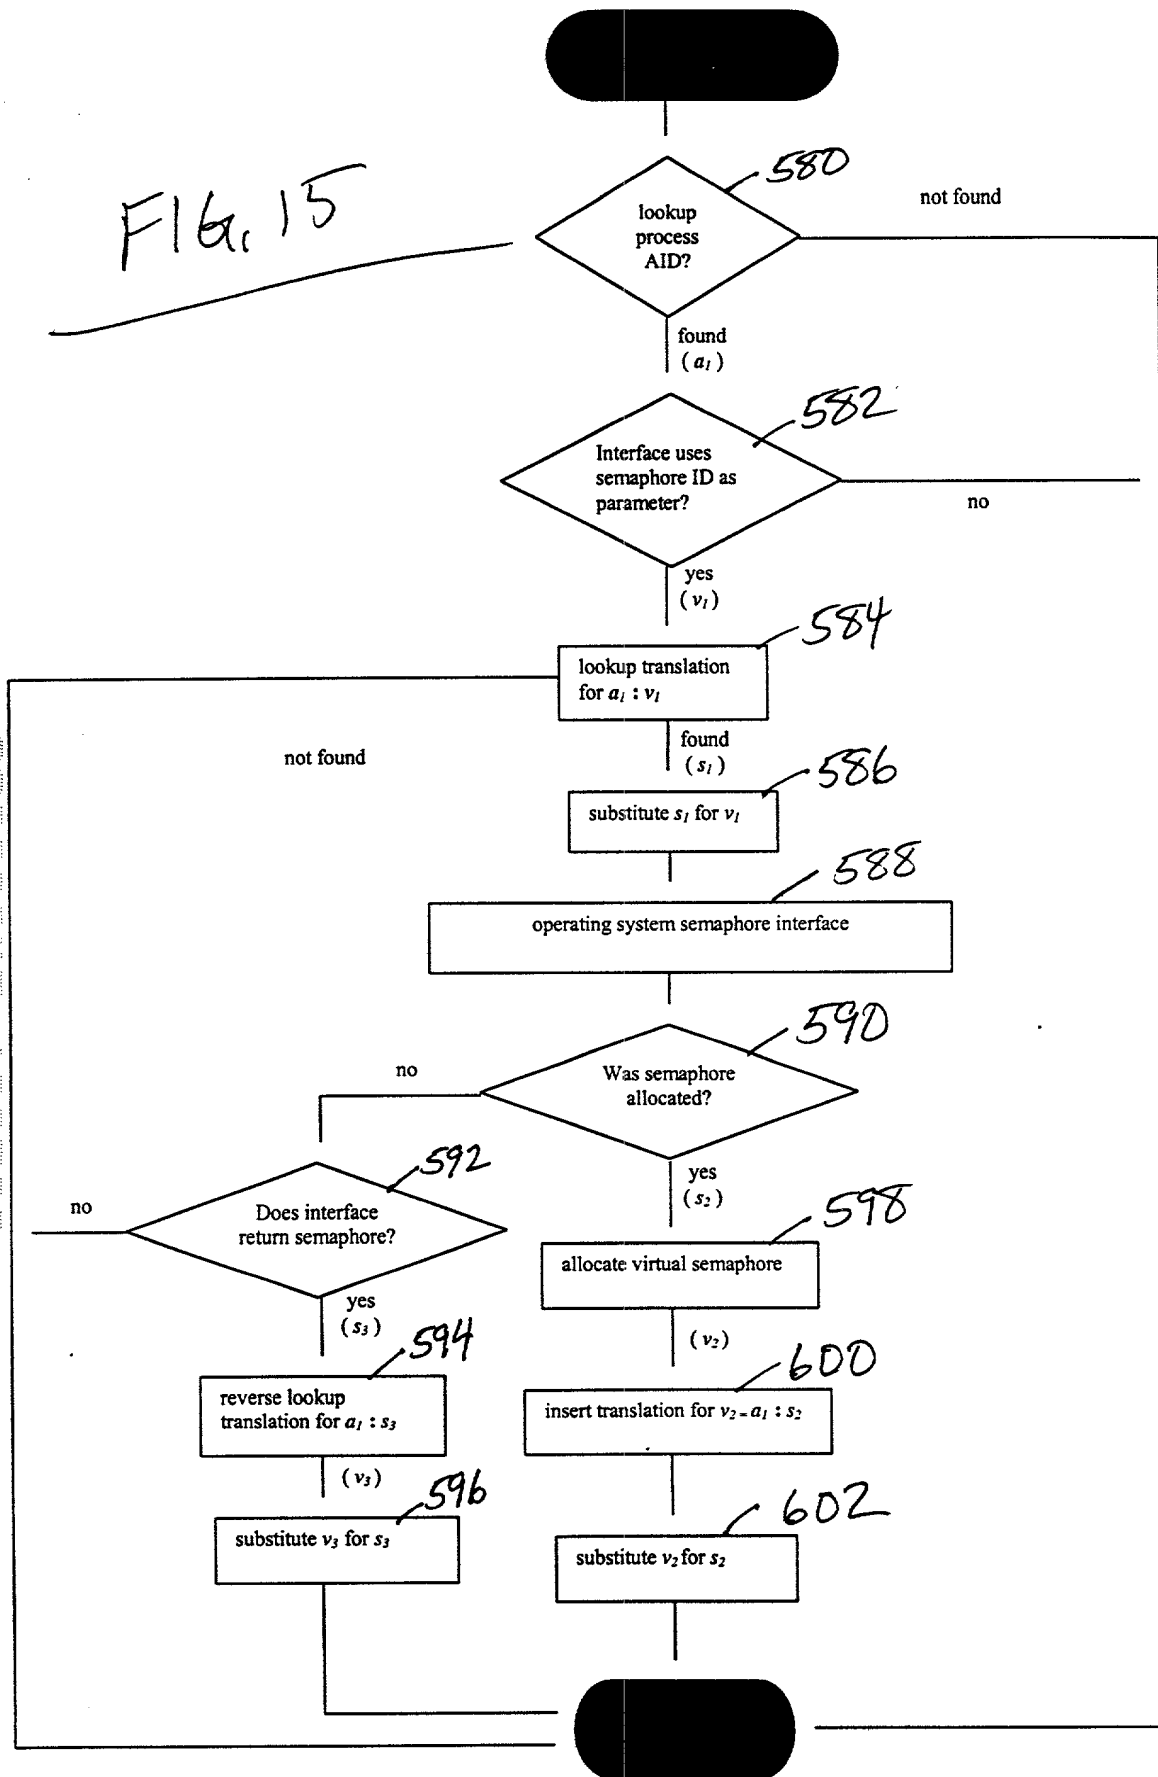 580
not found
FIG. 15
lookup
process
AID?
found
(a₁)
582
Interface uses
semaphore ID as
parameter?
no
yes
(v₁)
584
lookup translation
for a₁ : v₁
not found
found
(s₁)
586
substitute s₁ for v₁
588
operating system semaphore interface
590
no
Was semaphore
allocated?
592
yes
(s₂)
no
Does interface
return semaphore?
598
allocate virtual semaphore
yes
(s₃)
594
(v₂)
600
reverse lookup
translation for a₁ : s₃
insert translation for v₂ = a₁ : s₂
(v₃)
596
602
substitute v₃ for s₃
substitute v₂ for s₂